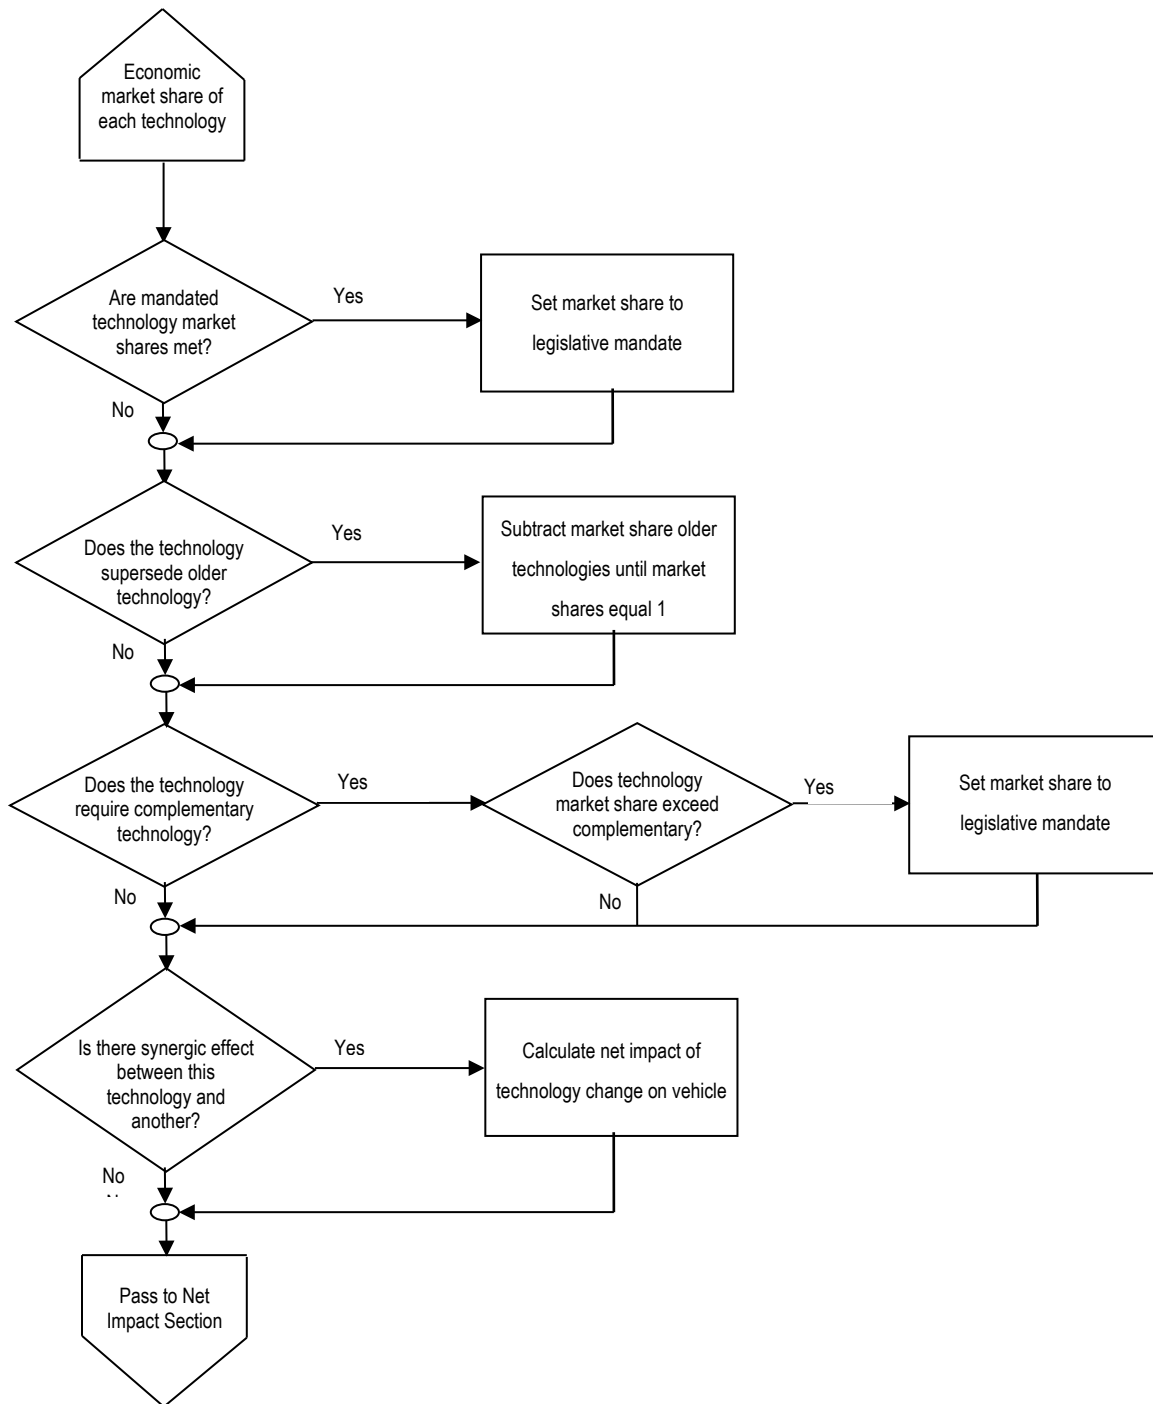 Economic
market share of
each technology
Are mandated
technology market
shares met?
Yes
Set market share to
legislative mandate
No
Does the technology
supersede older
technology?
Yes
Subtract market share older
technologies until market
shares equal 1
No
Does the technology
require complementary
technology?
Yes
Does technology
market share exceed
complementary?
Yes
Set market share to
legislative mandate
No
No
Is there synergic effect
between this
technology and
another?
Yes
Calculate net impact of
technology change on vehicle
No
Pass to Net
Impact Section